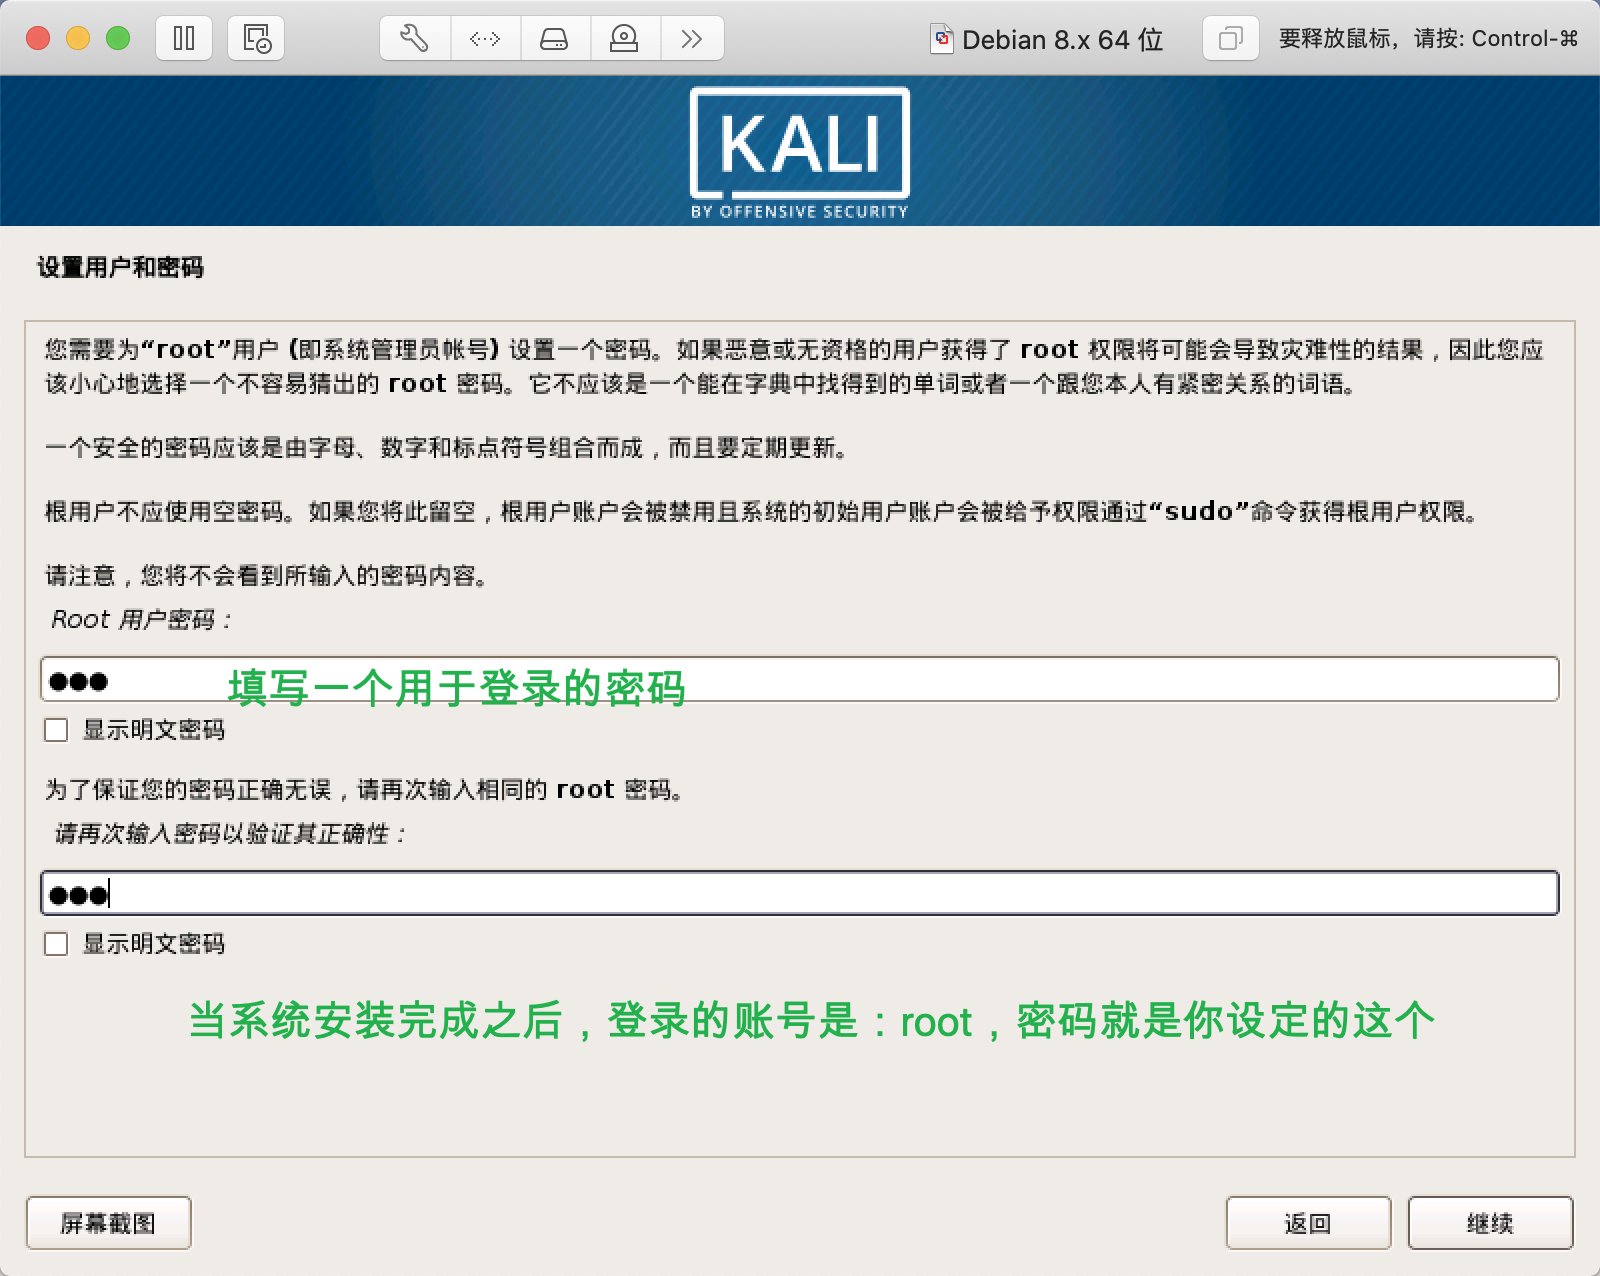 Debian 8.x 64 位
要释放鼠标，请按: Control-⌘
KALI
BY OFFENSIVE SECURITY
设置用户和密码
您需要为“root”用户 (即系统管理员帐号) 设置一个密码。如果恶意或无资格的用户获得了 root 权限将可能会导致灾难性的结果，因此您应
该小心地选择一个不容易猜出的 root 密码。它不应该是一个能在字典中找得到的单词或者一个跟您本人有紧密关系的词语。
一个安全的密码应该是由字母、数字和标点符号组合而成，而且要定期更新。
根用户不应使用空密码。如果您将此留空，根用户账户会被禁用且系统的初始用户账户会被给予权限通过“sudo”命令获得根用户权限。
请注意，您将不会看到所输入的密码内容。
Root 用户密码：
●●● 填写一个用于登录的密码
显示明文密码
为了保证您的密码正确无误，请再次输入相同的 root 密码。
请再次输入密码以验证其正确性：
●●●
显示明文密码
当系统安装完成之后，登录的账号是：root，密码就是你设定的这个
屏幕截图
返回
继续